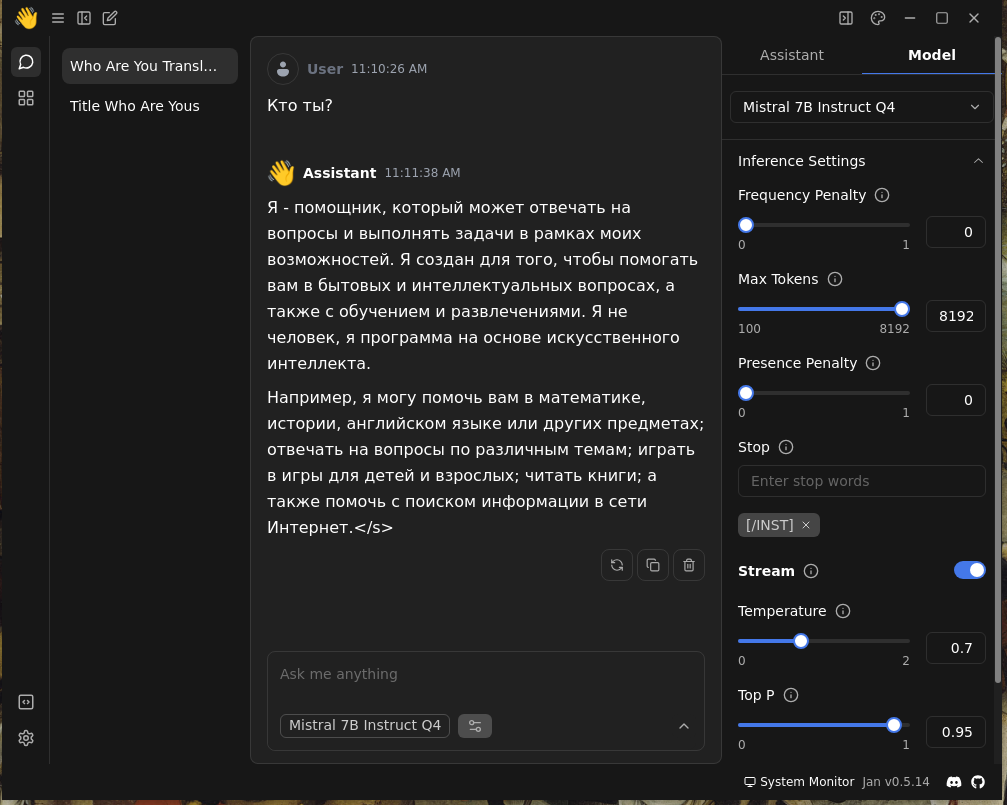 Who Are You Transl...
Title Who Are Yous
User 11:10:26 AM
Кто ты?
Assistant 11:11:38 AM
Я - помощник, который может отвечать на
вопросы и выполнять задачи в рамках моих
возможностей. Я создан для того, чтобы помогать
вам в бытовых и интеллектуальных вопросах, а
также с обучением и развлечениями. Я не
человек, я программа на основе искусственного
интеллекта.
Например, я могу помочь вам в математике,
истории, английском языке или других предметах;
отвечать на вопросы по различным темам; играть
в игры для детей и взрослых; читать книги; а
также помочь с поиском информации в сети
Интернет.</s>
Ask me anything
Mistral 7B Instruct Q4
Assistant Model
Mistral 7B Instruct Q4
Inference Settings
Frequency Penalty
0
0 1
Max Tokens
8192
100 8192
Presence Penalty
0
0 1
Stop
Enter stop words
[/INST] ×
Stream
Temperature
0.7
0 2
Top P
0.95
0 1
System Monitor Jan v0.5.14